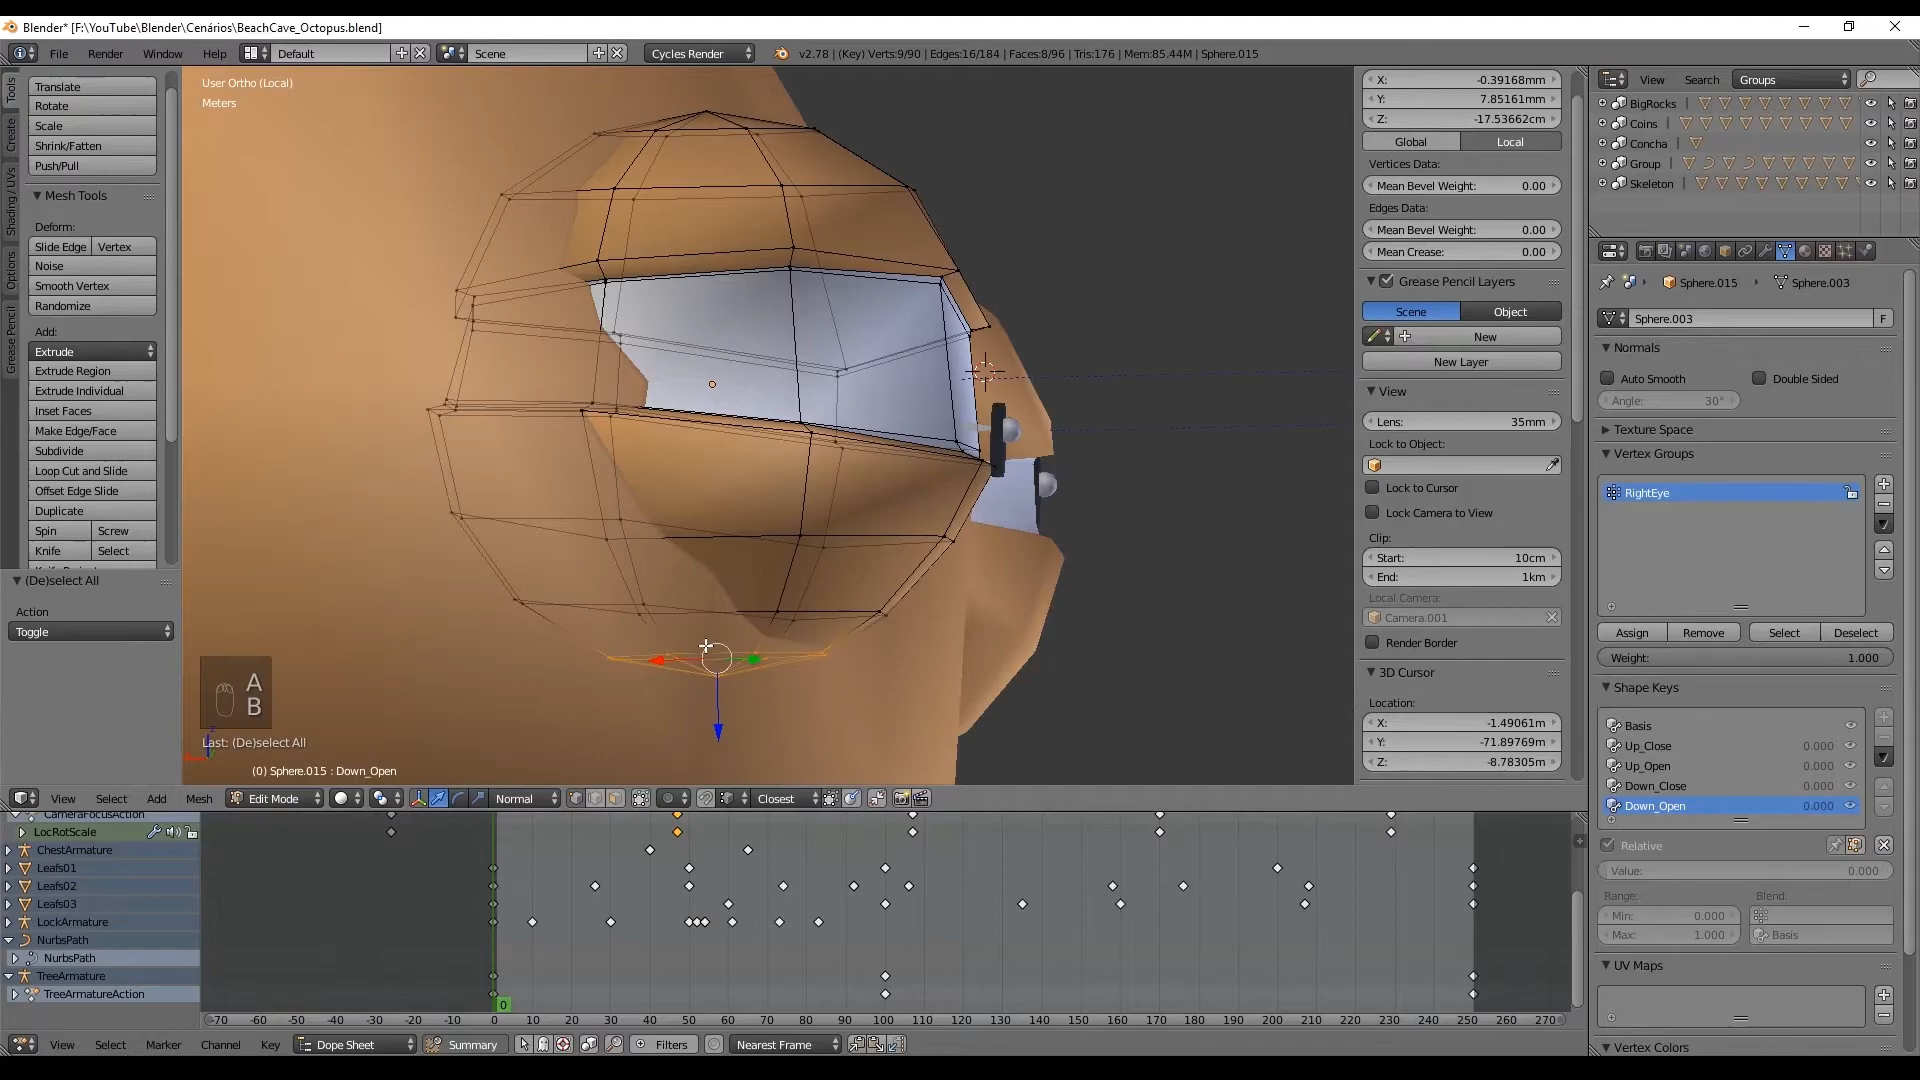 Blender* [F:\YouTube\Blender\Cenários\BeachCave_Octopus.blend]
File Render Window Help Default Scene Cycles Render v2.78 | (Key) Verts:9/90 | Edges:16/184 | Faces:8/96 | Tris:176 | Mem:85.44M | Sphere.015
Tools
Create
Shading / UVs
Options
Grease Pencil
Translate
Rotate
Scale
Shrink/Fatten
Push/Pull
Mesh Tools
Deform:
Slide Edge Vertex
Noise
Smooth Vertex
Randomize
Add:
Extrude
Extrude Region
Extrude Individual
Inset Faces
Make Edge/Face
Subdivide
Loop Cut and Slide
Offset Edge Slide
Duplicate
Spin Screw
Knife Select
(De)select All
Action
Toggle
User Ortho (Local)
Meters
A
B
Last: (De)select All
(0) Sphere.015 : Down_Open
X: -0.39168mm
Y: 7.85161mm
Z: -17.53662cm
Global Local
Vertices Data:
Mean Bevel Weight: 0.00
Edges Data:
Mean Bevel Weight: 0.00
Mean Crease: 0.00
Grease Pencil Layers
Scene Object
New
New Layer
View
Lens: 35mm
Lock to Object:
Lock to Cursor
Lock Camera to View
Clip:
Start: 10cm
End: 1km
Local Camera:
Camera.001
Render Border
3D Cursor
Location:
X: -1.49061m
Y: -71.89769m
Z: -8.78305m
View Search Groups
BigRocks
Coins
Concha
Group
Skeleton
Sphere.015 Sphere.003
Sphere.003 F
Normals
Auto Smooth Double Sided
Angle: 30°
Texture Space
Vertex Groups
RightEye
Assign Remove Select Deselect
Weight: 1.000
Shape Keys
Basis
Up_Close 0.000
Up_Open 0.000
Down_Close 0.000
Down_Open 0.000
Relative
Value: 0.000
Range: Blend:
Min: 0.000
Max: 1.000 Basis
UV Maps
Vertex Colors
View Select Add Mesh Edit Mode Normal Closest
CameraFocusAction
LocRotScale
ChestArmature
Leafs01
Leafs02
Leafs03
LockArmature
NurbsPath
NurbsPath
TreeArmature
TreeArmatureAction
0
-70 -60 -50 -40 -30 -20 -10 0 10 20 30 40 50 60 70 80 90 100 110 120 130 140 150 160 170 180 190 200 210 220 230 240 250 260 270
View Select Marker Channel Key Dope Sheet Summary Filters Nearest Frame